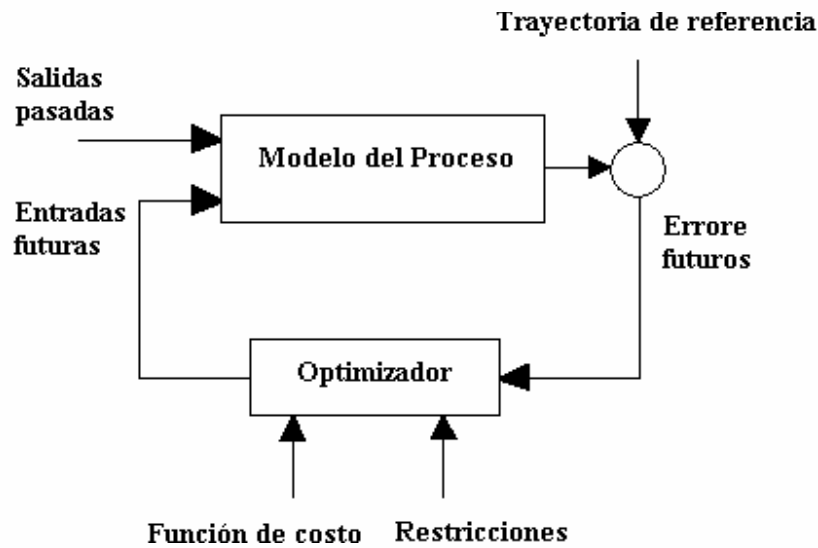 Trayectoria de referencia
Salidas
pasadas
Modelo del Proceso
Entradas
futuras
Errore
futuros
Optimizador
Función de costo
Restricciones